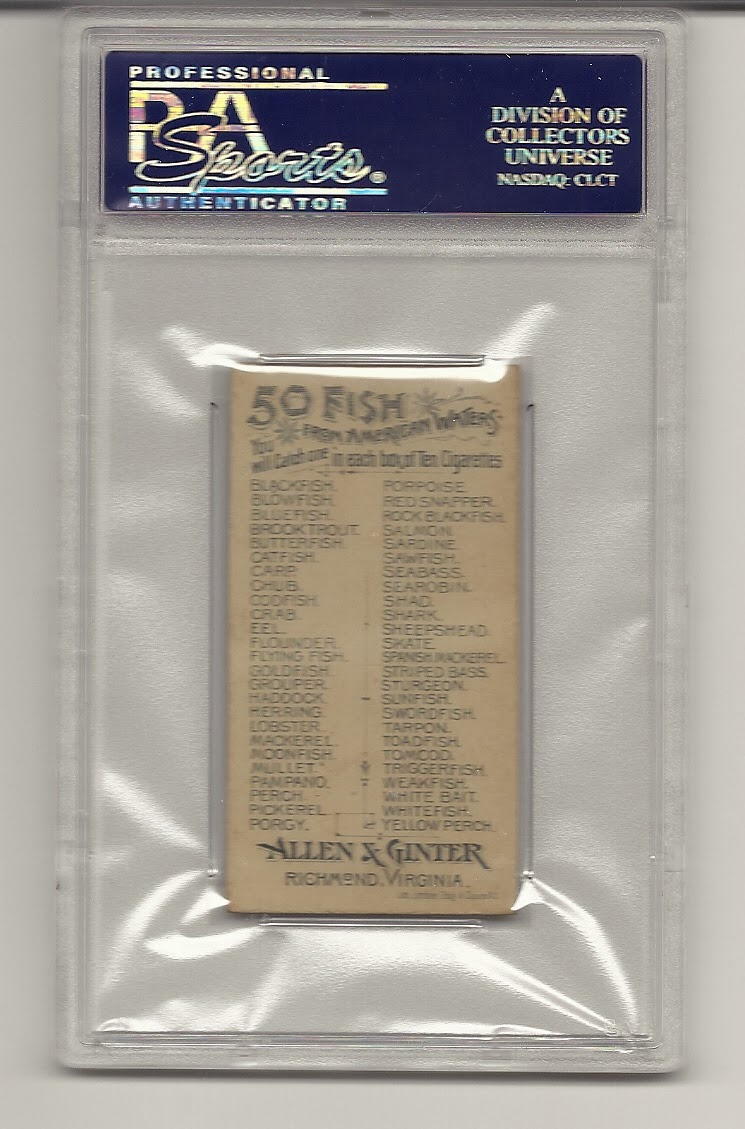 PROFESSIONAL
PSA
Sports®
AUTHENTICATOR
A
DIVISION OF
COLLECTORS
UNIVERSE
NASDAQ: CLCT
50 FISH
FROM AMERICAN WATERS
You will Catch one in each box of Ten Cigarettes
BLACKFISH.
BLOWFISH.
BLUEFISH.
BROOK TROUT.
BUTTERFISH.
CATFISH.
CARP.
CHUB.
CODFISH.
CRAB.
EEL.
FLOUNDER.
FLYING FISH.
GOLDFISH.
GROUPER.
HADDOCK.
HERRING.
LOBSTER.
MACKEREL.
MOONFISH.
MULLET.
PAMPANO.
PERCH.
PICKEREL.
PORGY.
PORPOISE.
RED SNAPPER.
ROCK BLACKFISH.
SALMON.
SARDINE.
SAWFISH.
SEABASS.
SEAROBIN.
SHAD.
SHARK.
SHEEPSHEAD.
SKATE.
SPANISH MACKEREL.
STRIPED BASS.
STURGEON.
SUNFISH.
SWORDFISH.
TARPON.
TOADFISH.
TOMCOD.
TRIGGERFISH.
WEAKFISH.
WHITE BAIT.
WHITEFISH.
YELLOW PERCH.
ALLEN & GINTER
RICHMOND, VIRGINIA.